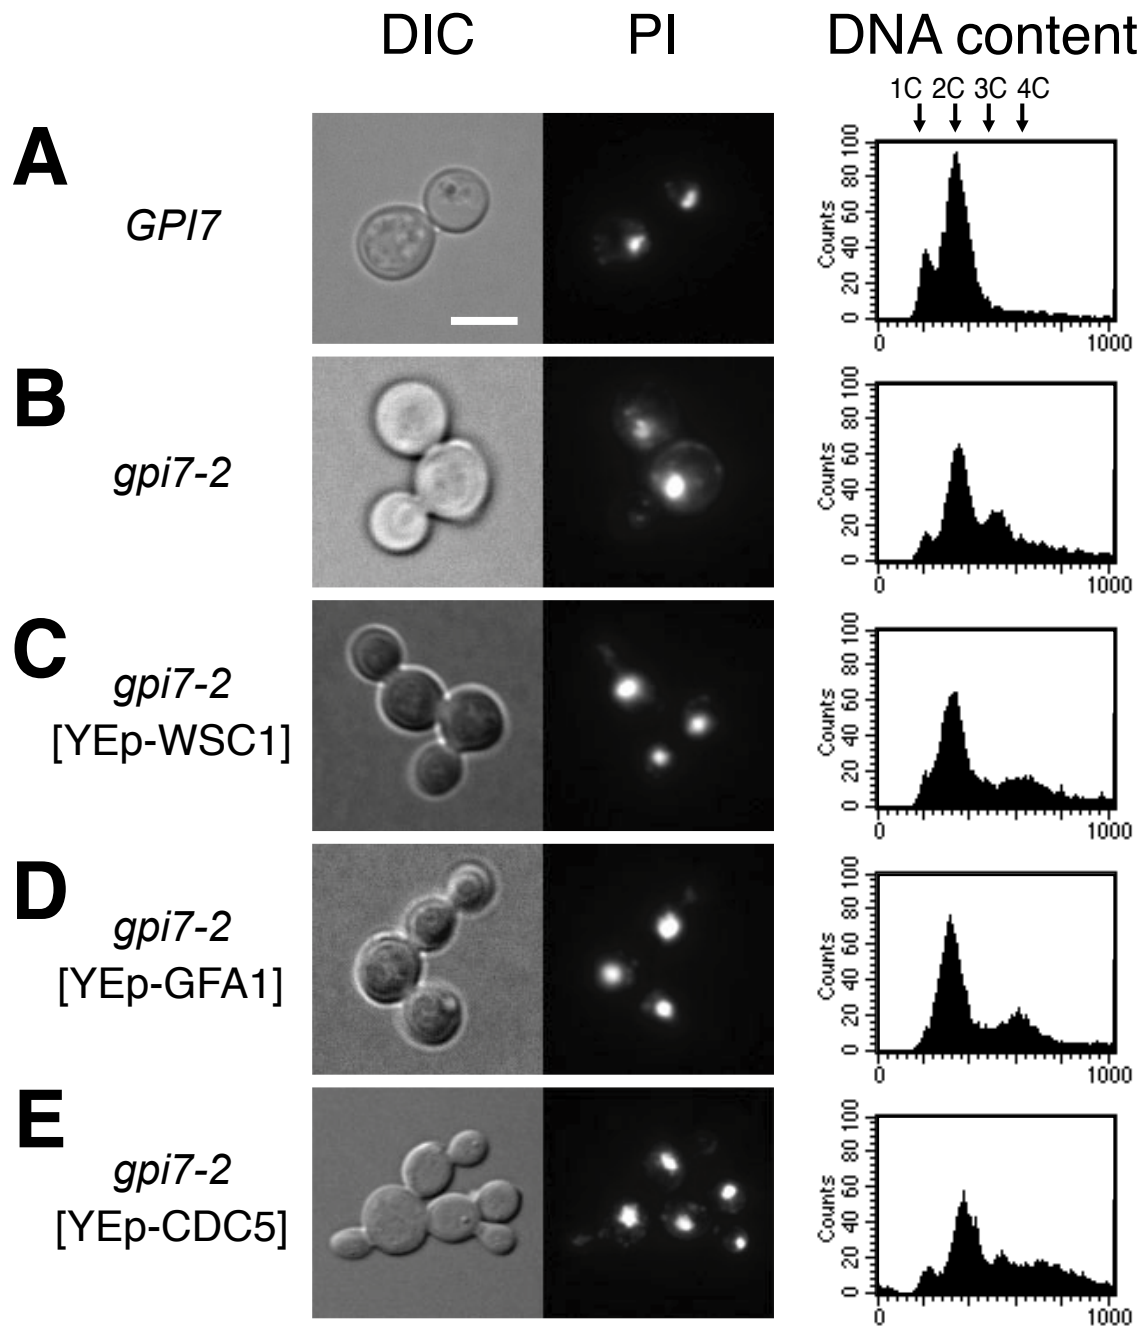 DIC PI DNA content
1C 2C 3C 4C
A
GPI7
Counts
0 20 40 60 80 100
0 1000
B
gpi7-2
Counts
0 20 40 60 80 100
0 1000
C
gpi7-2
[YEp-WSC1]
Counts
0 20 40 60 80 100
0 1000
D
gpi7-2
[YEp-GFA1]
Counts
0 20 40 60 80 100
0 1000
E
gpi7-2
[YEp-CDC5]
Counts
0 20 40 60 80 100
0 1000